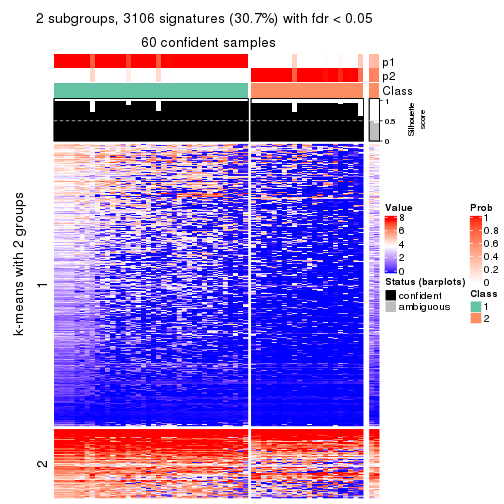 2 subgroups, 3106 signatures (30.7%) with fdr < 0.05
60 confident samples
p1
p2
Class
1
0.5
0
Silhouette
score
k-means with 2 groups
1
2
Value
8
6
4
2
0
Status (barplots)
confident
ambiguous
Prob
1
0.8
0.6
0.4
0.2
0
Class
1
2